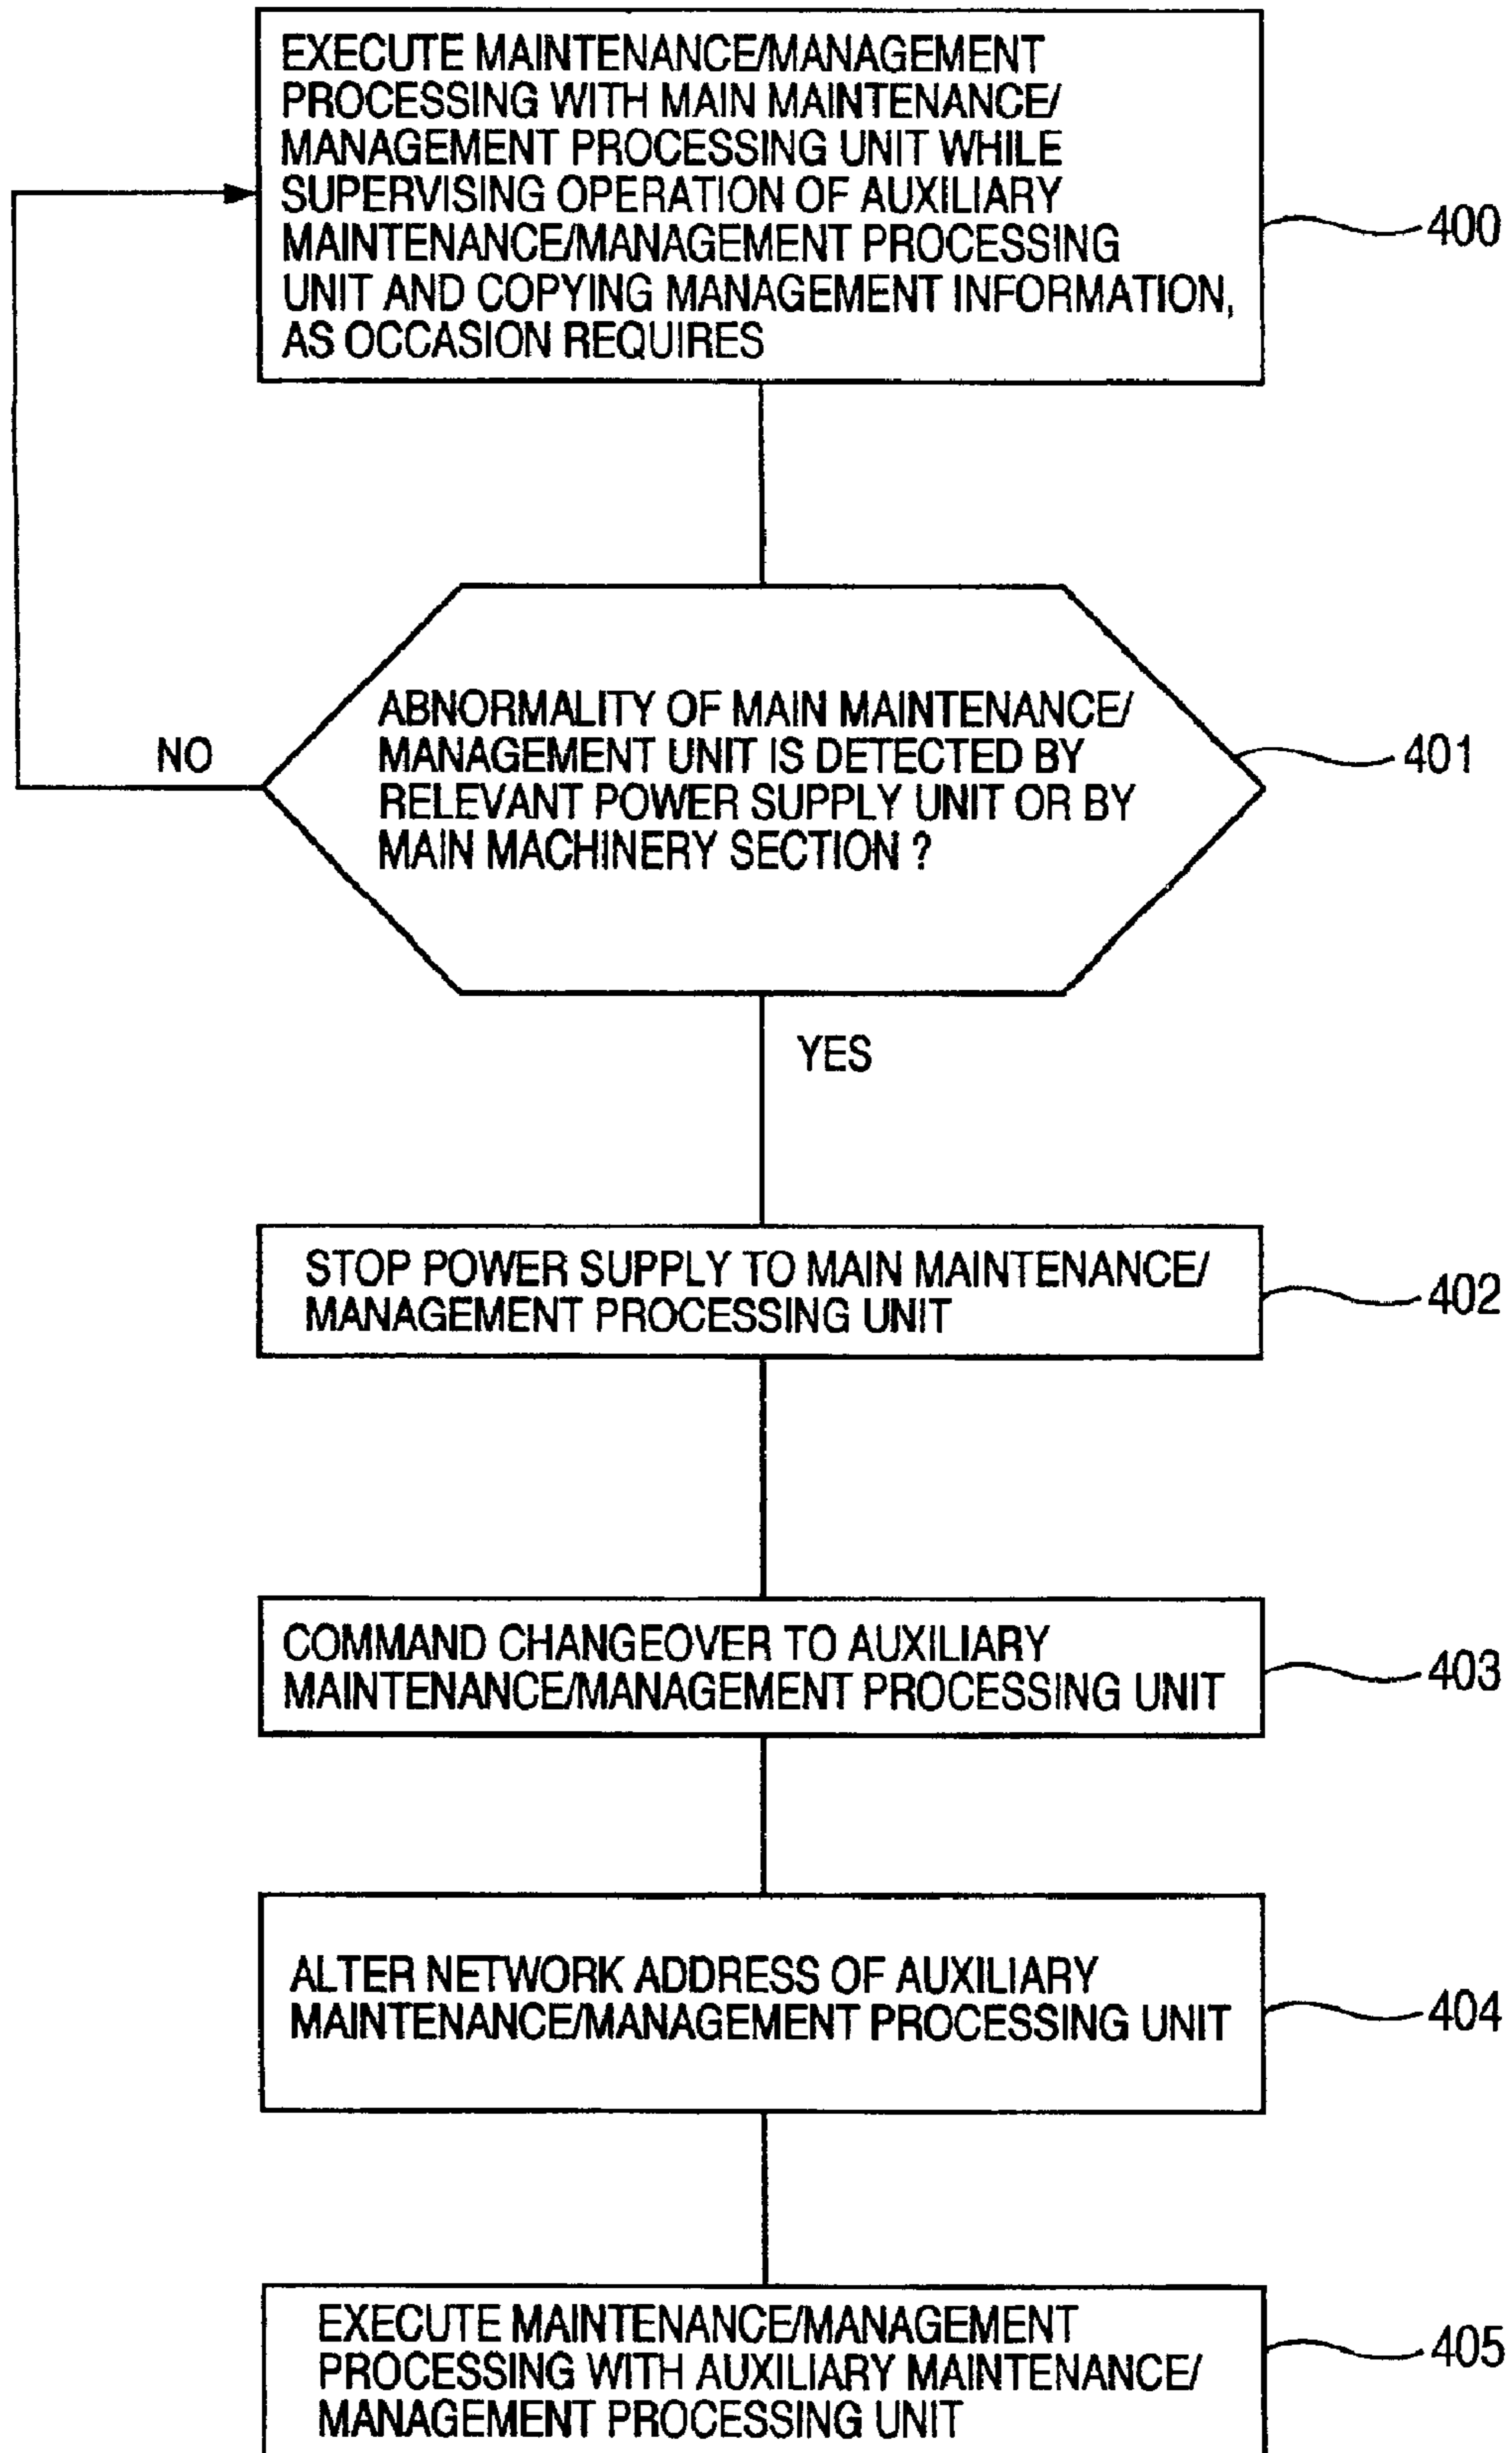 EXECUTE MAINTENANCE/MANAGEMENT
PROCESSING WITH MAIN MAINTENANCE/
MANAGEMENT PROCESSING UNIT WHILE
SUPERVISING OPERATION OF AUXILIARY
MAINTENANCE/MANAGEMENT PROCESSING
UNIT AND COPYING MANAGEMENT INFORMATION,
AS OCCASION REQUIRES
400
ABNORMALITY OF MAIN MAINTENANCE/
MANAGEMENT UNIT IS DETECTED BY
RELEVANT POWER SUPPLY UNIT OR BY
MAIN MACHINERY SECTION ?
401
NO
YES
STOP POWER SUPPLY TO MAIN MAINTENANCE/
MANAGEMENT PROCESSING UNIT
402
COMMAND CHANGEOVER TO AUXILIARY
MAINTENANCE/MANAGEMENT PROCESSING UNIT
403
ALTER NETWORK ADDRESS OF AUXILIARY
MAINTENANCE/MANAGEMENT PROCESSING UNIT
404
EXECUTE MAINTENANCE/MANAGEMENT
PROCESSING WITH AUXILIARY MAINTENANCE/
MANAGEMENT PROCESSING UNIT
405